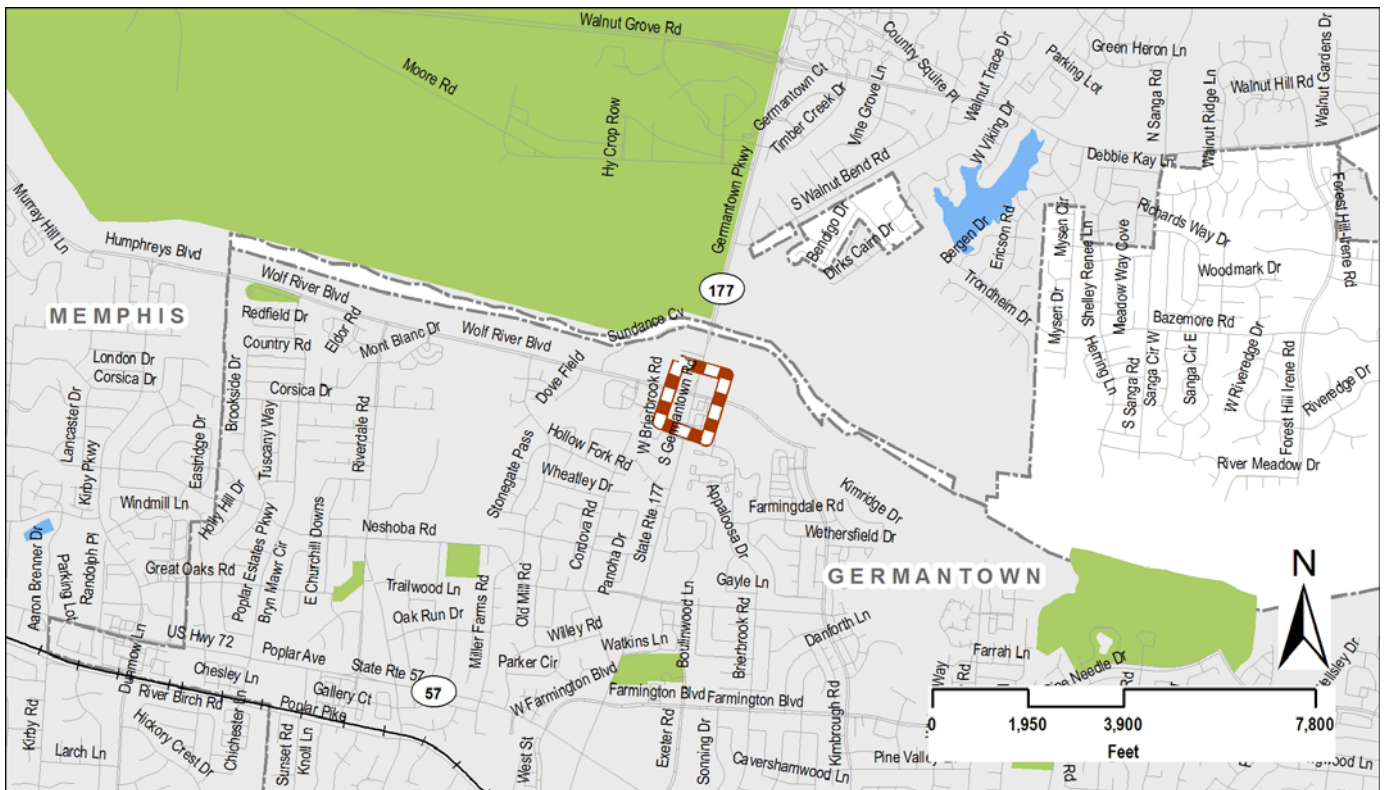 Walnut Grove Rd
Moore Rd
Hy Crop Row
Germantown Pkwy
Germantown Ct
Timber Creek Dr
Vine Grove Ln
Country Squire Pl
Walnut Trace Dr
W Viking Dr
Parking Lot
Green Heron Ln
N Sanga Rd
Walnut Ridge Ln
Walnut Hill Rd
Walnut Gardens Dr
Debbie Kay Ln
S Walnut Bend Rd
Bendigo Dr
Dirks Cairn Dr
Bergen Dr
Ericson Rd
Trondheim Dr
Mysen Cir
Mysen Dr
Shelley Renee Ln
Meadow Way Cove
Richards Way Dr
Forest Hill-Irene Rd
Woodmark Dr
Bazemore Rd
Herring Ln
S Sanga Rd
Sanga Cir W
Sanga Cir E
W Riveredge Dr
Forest Hill Irene Rd
Riveredge Dr
River Meadow Dr
177
Murray Hill Ln
Humphreys Blvd
Wolf River Blvd
MEMPHIS
Redfield Dr
Country Rd
Eldor Rd
Mont Blanc Dr
Wolf River Blvd
Sundance Cv
London Dr
Corsica Dr
Corsica Dr
Brookside Dr
Dove Field
W Brierbrook Rd
S Germantown Rd
Lancaster Dr
Kirby Pkwy
Eastridge Dr
Tuscany Way
Riverdale Rd
Stonegate Pass
Hollow Fork Rd
Wheatley Dr
Windmill Ln
Holly Hill Dr
Neshoba Rd
Cordova Rd
Panoha Dr
State Rte 177
Appaloosa Dr
Farmingdale Rd
Kimridge Dr
Wethersfield Dr
Aaron Brenner Dr
Parking Lot
Randolph Pl
Great Oaks Rd
Poplar Estates Pkwy
Bryn Mawr Cir
E Churchill Downs
Trailwood Ln
Oak Run Dr
Miller Farms Rd
Old Mill Rd
Gayle Ln
GERMANTOWN
N
US Hwy 72
Poplar Ave
State Rte 57
57
Willey Rd
Watkins Ln
Parker Cir
Boulinwood Ln
Brierbrook Rd
Danforth Ln
Farrah Ln
Dunmow Ln
Chesley Ln
River Birch Rd
Gallery Ct
Poplar Pike
W Farmington Blvd
Farmington Blvd
Farmington Blvd
Way
Rd
Pine Needle Dr
Rd
Kirby Rd
Larch Ln
Hickory Crest Dr
Chichester Ln
Sunset Rd
Knoll Ln
West St
Exeter Rd
Sonning Dr
Cavershamwood Ln
Kimbrough Rd
Pine Valley
Rd
0 1,950 3,900 7,800
Feet